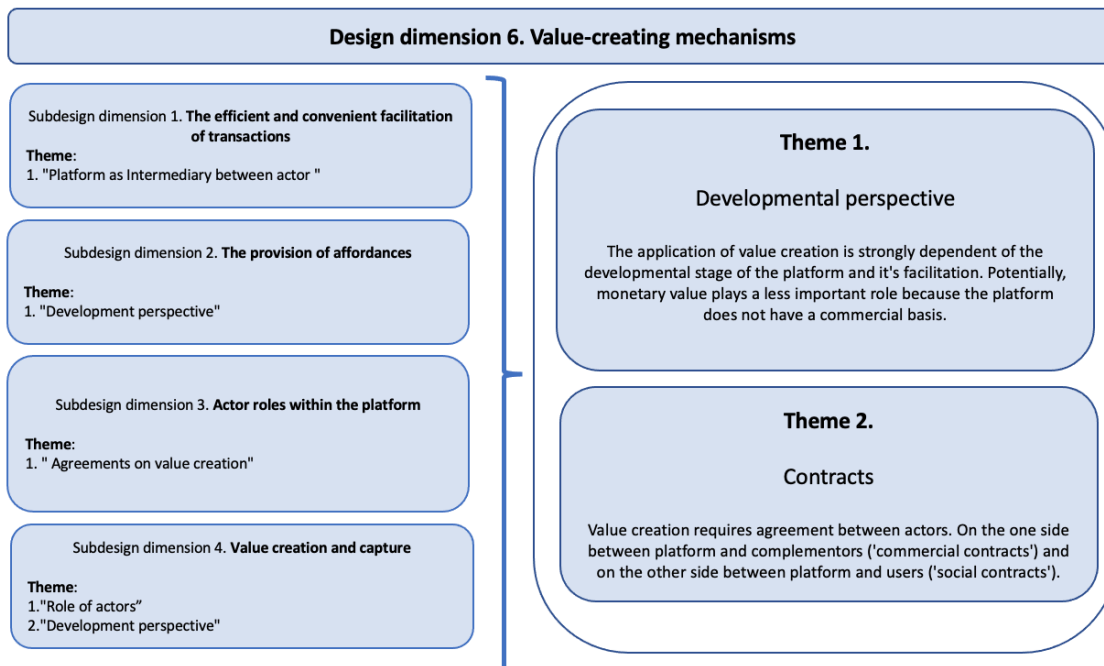 Design dimension 6. Value-creating mechanisms
Subdesign dimension 1. The efficient and convenient facilitation
of transactions
Theme:
1. "Platform as Intermediary between actor "
Subdesign dimension 2. The provision of affordances
Theme:
1. "Development perspective"
Subdesign dimension 3. Actor roles within the platform
Theme:
1. " Agreements on value creation"
Subdesign dimension 4. Value creation and capture
Theme:
1."Role of actors”
2."Development perspective"
Theme 1.
Developmental perspective
The application of value creation is strongly dependent of the
developmental stage of the platform and it's facilitation. Potentially,
monetary value plays a less important role because the platform
does not have a commercial basis.
Theme 2.
Contracts
Value creation requires agreement between actors. On the one side
between platform and complementors ('commercial contracts') and
on the other side between platform and users ('social contracts').